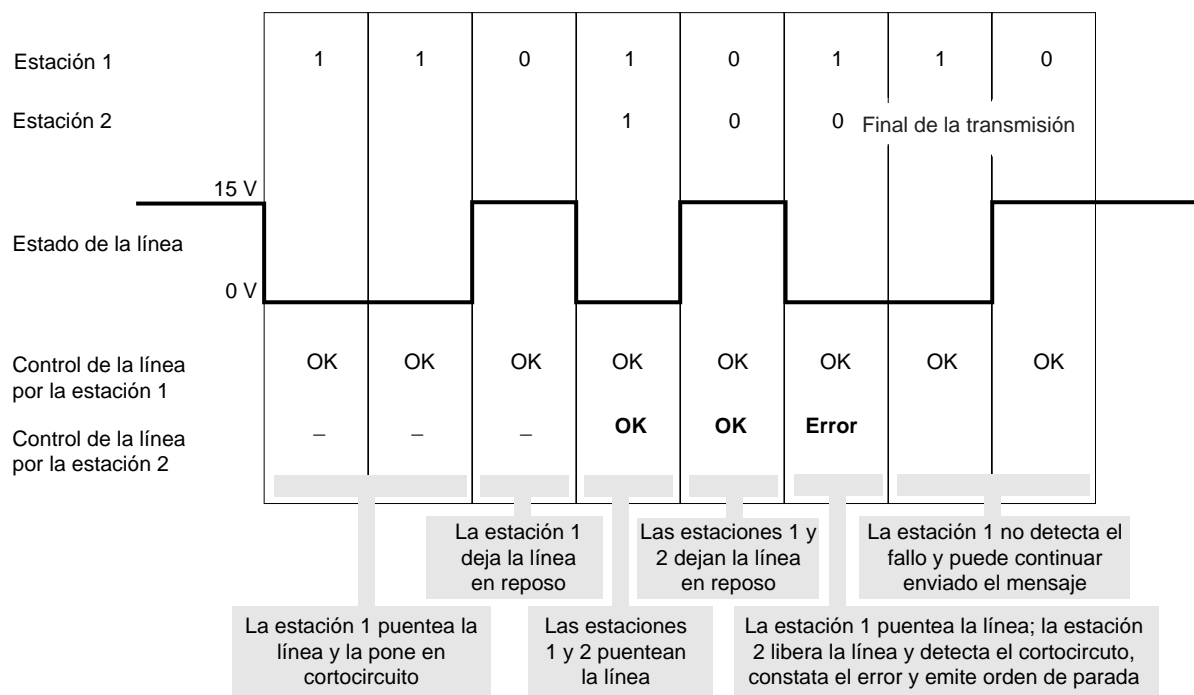 Estación 1 1 1 0 1 0 1 1 0
Estación 2 1 0 0 Final de la transmisión
15 V
Estado de la línea
0 V
Control de la línea
por la estación 1
OK OK OK OK OK OK OK OK
Control de la línea
por la estación 2
– – – OK OK Error
La estación 1
deja la línea
en reposo
Las estaciones 1 y
2 dejan la línea
en reposo
La estación 1 no detecta el
fallo y puede continuar
enviado el mensaje
La estación 1 puentea la
línea y la pone en
cortocircuito
Las estaciones
1 y 2 puentean
la línea
La estación 1 puentea la línea; la estación
2 libera la línea y detecta el cortocircuto,
constata el error y emite orden de parada